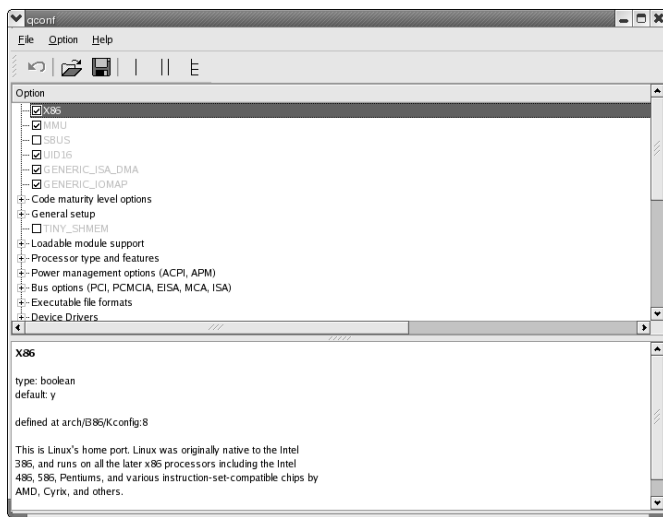 qconf
File Option Help
Option
X86
MMU
SBUS
UID16
GENERIC_ISA_DMA
GENERIC_IOMAP
Code maturity level options
General setup
TINY_SHMEM
Loadable module support
Processor type and features
Power management options (ACPI, APM)
Bus options (PCI, PCMCIA, EISA, MCA, ISA)
Executable file formats
Device Drivers
X86
type: boolean
default: y
defined at arch/i386/Kconfig:8
This is Linux's home port. Linux was originally native to the Intel
386, and runs on all the later x86 processors including the Intel
486, 586, Pentiums, and various instruction-set-compatible chips by
AMD, Cyrix, and others.